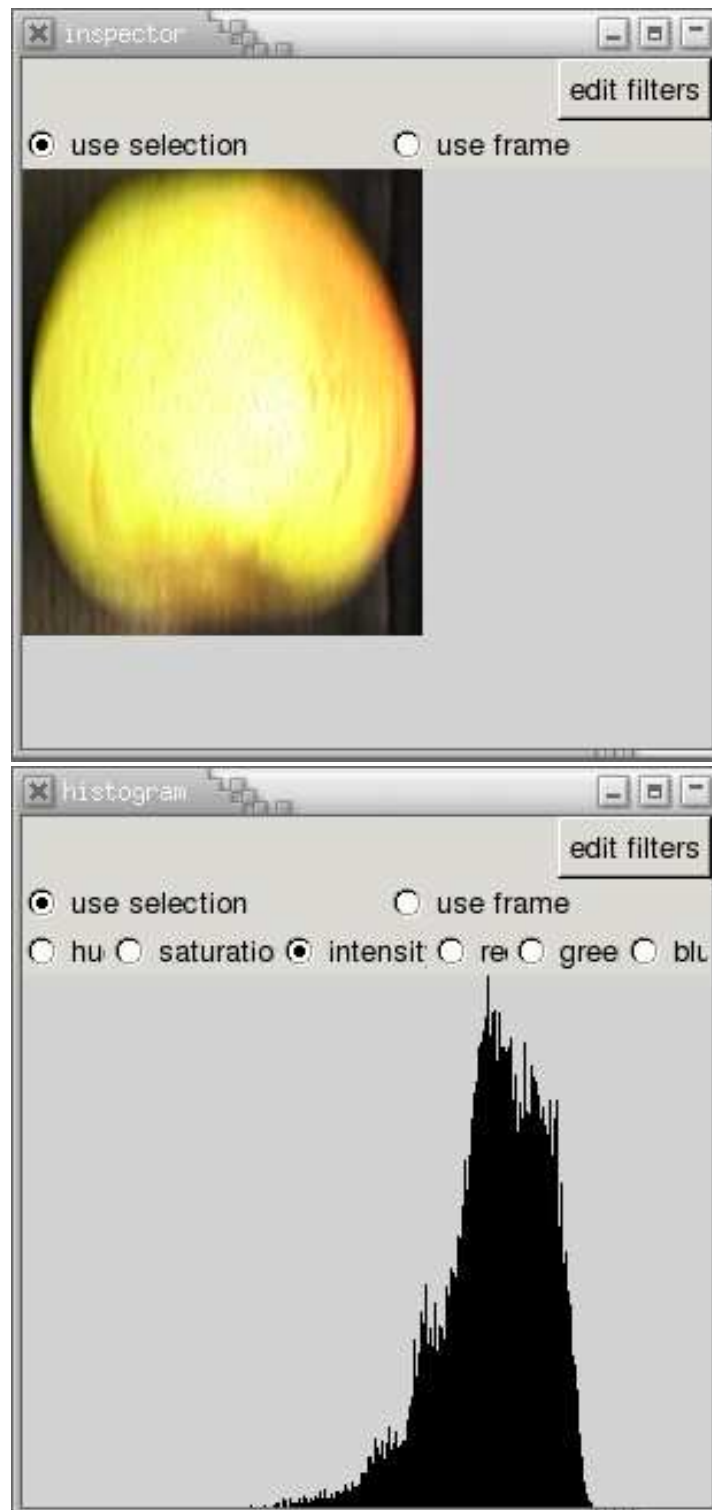 inspector
edit filters
use selection use frame
histogram
edit filters
use selection use frame
hu saturatio intensit re gree blu